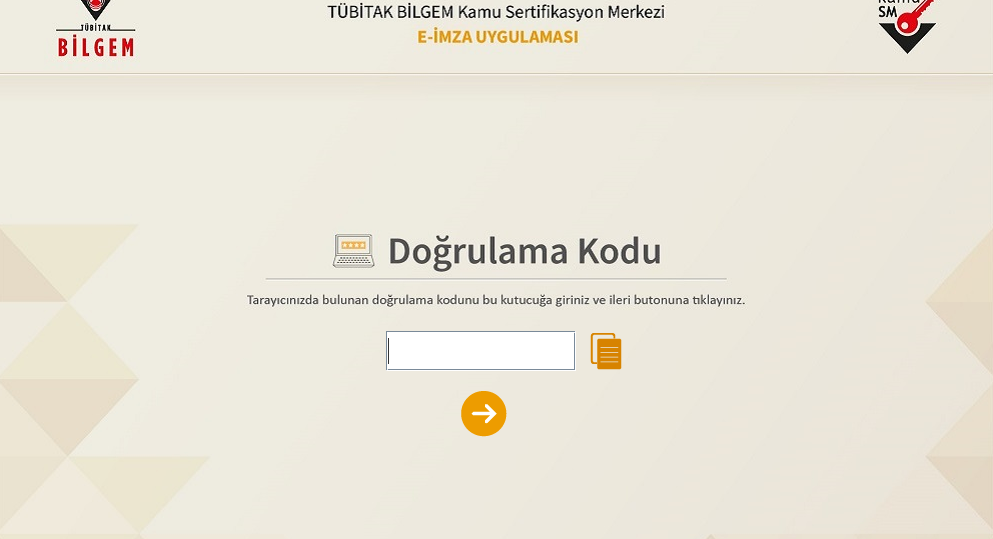 TÜBİTAK BİLGEM Kamu Sertifikasyon Merkezi
E-İMZA UYGULAMASI
TÜBİTAK
BİLGEM
kamu
SM
Doğrulama Kodu
Tarayıcınızda bulunan doğrulama kodunu bu kutucuğa giriniz ve ileri butonuna tıklayınız.